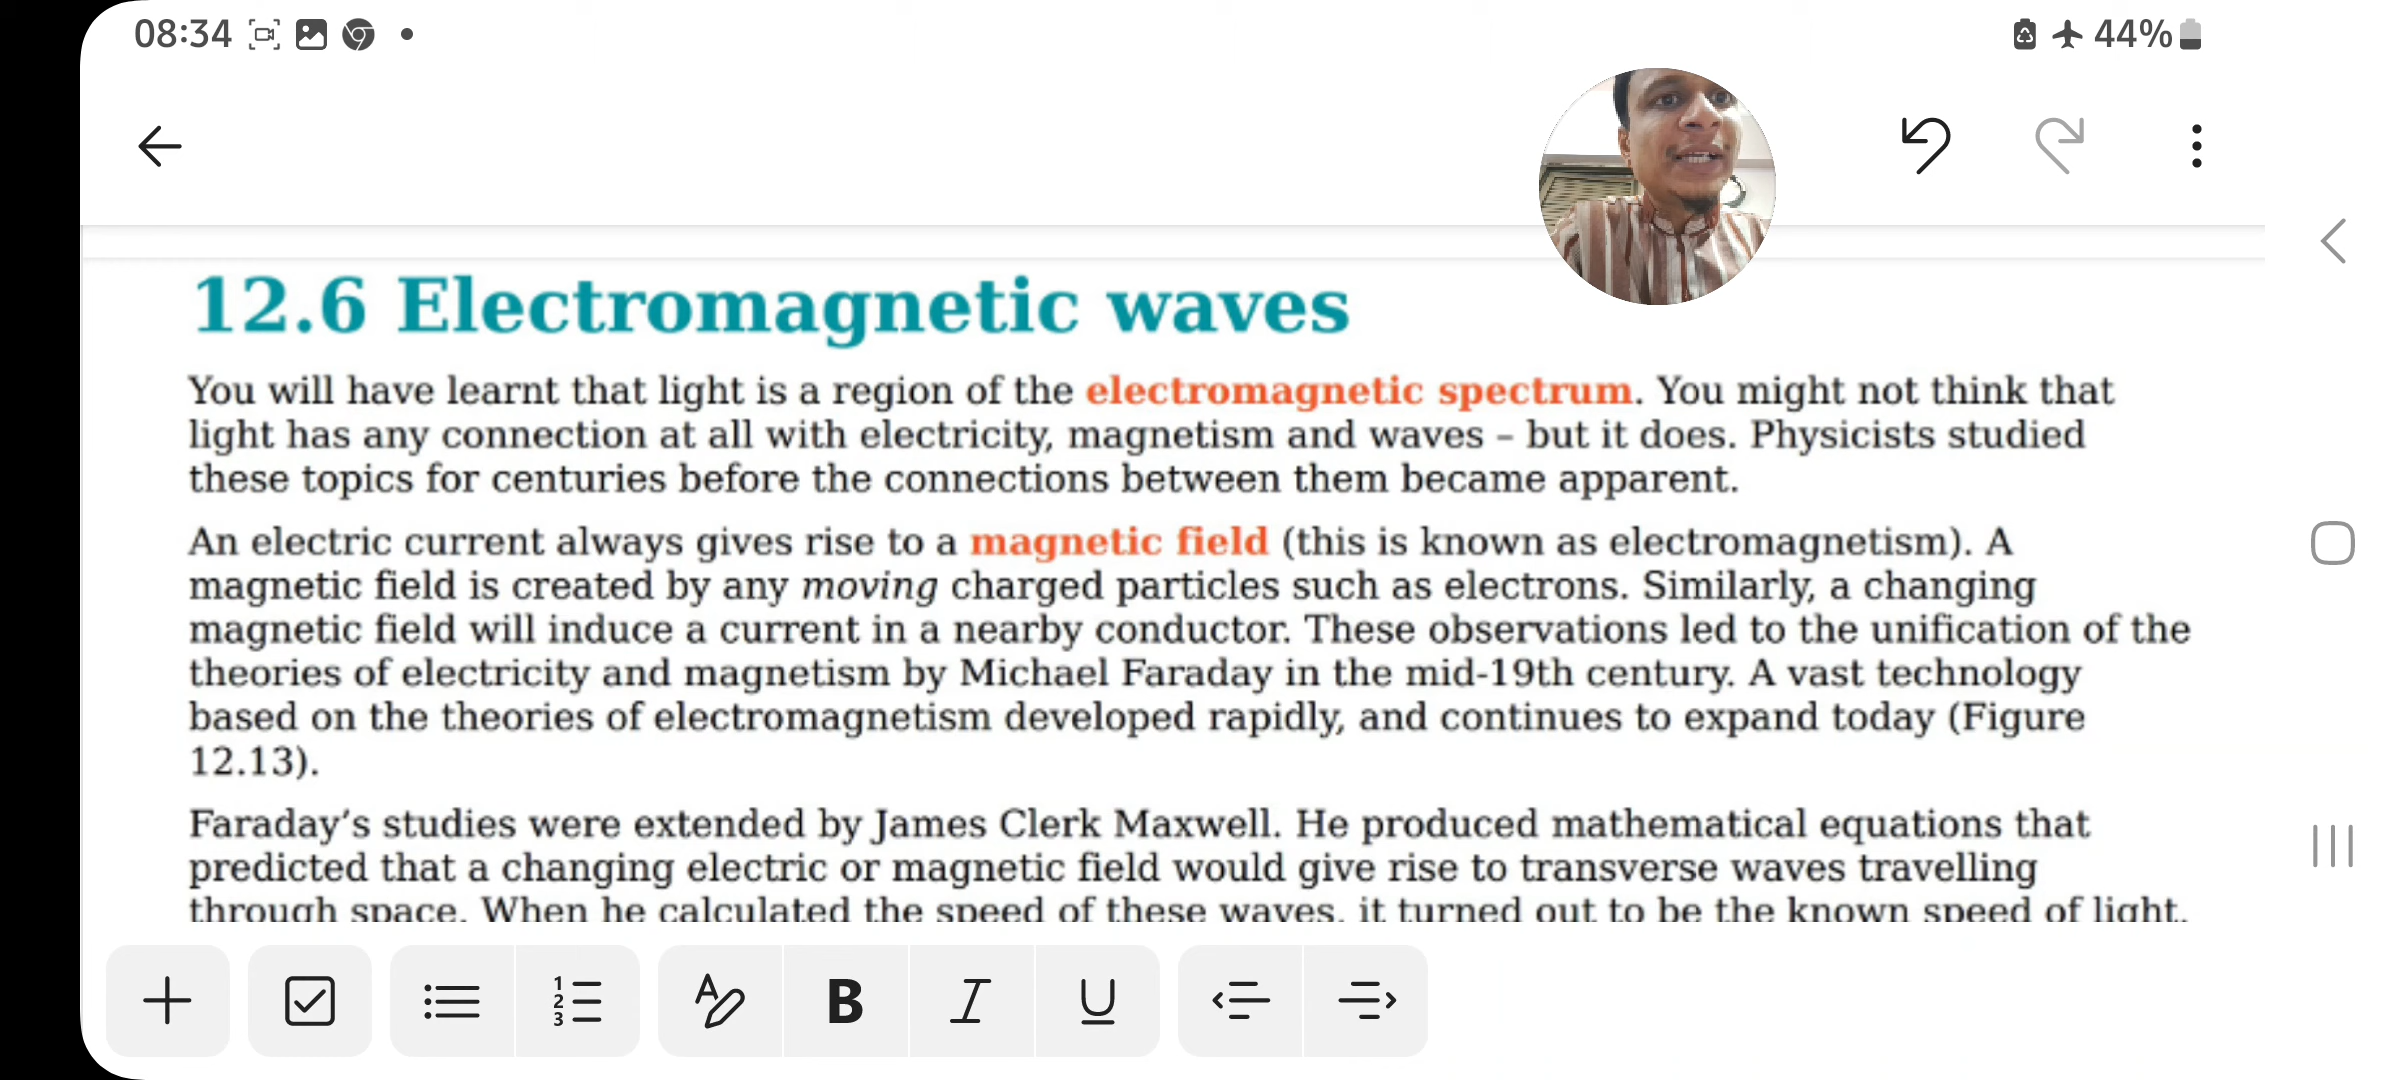 08:34
44%
12.6 Electromagnetic waves
You will have learnt that light is a region of the electromagnetic spectrum. You might not think that
light has any connection at all with electricity, magnetism and waves – but it does. Physicists studied
these topics for centuries before the connections between them became apparent.
An electric current always gives rise to a magnetic field (this is known as electromagnetism). A
magnetic field is created by any moving charged particles such as electrons. Similarly, a changing
magnetic field will induce a current in a nearby conductor. These observations led to the unification of the
theories of electricity and magnetism by Michael Faraday in the mid-19th century. A vast technology
based on the theories of electromagnetism developed rapidly, and continues to expand today (Figure
12.13).
Faraday’s studies were extended by James Clerk Maxwell. He produced mathematical equations that
predicted that a changing electric or magnetic field would give rise to transverse waves travelling
through space. When he calculated the speed of these waves, it turned out to be the known speed of light.
1
2
3
A
B
I
U